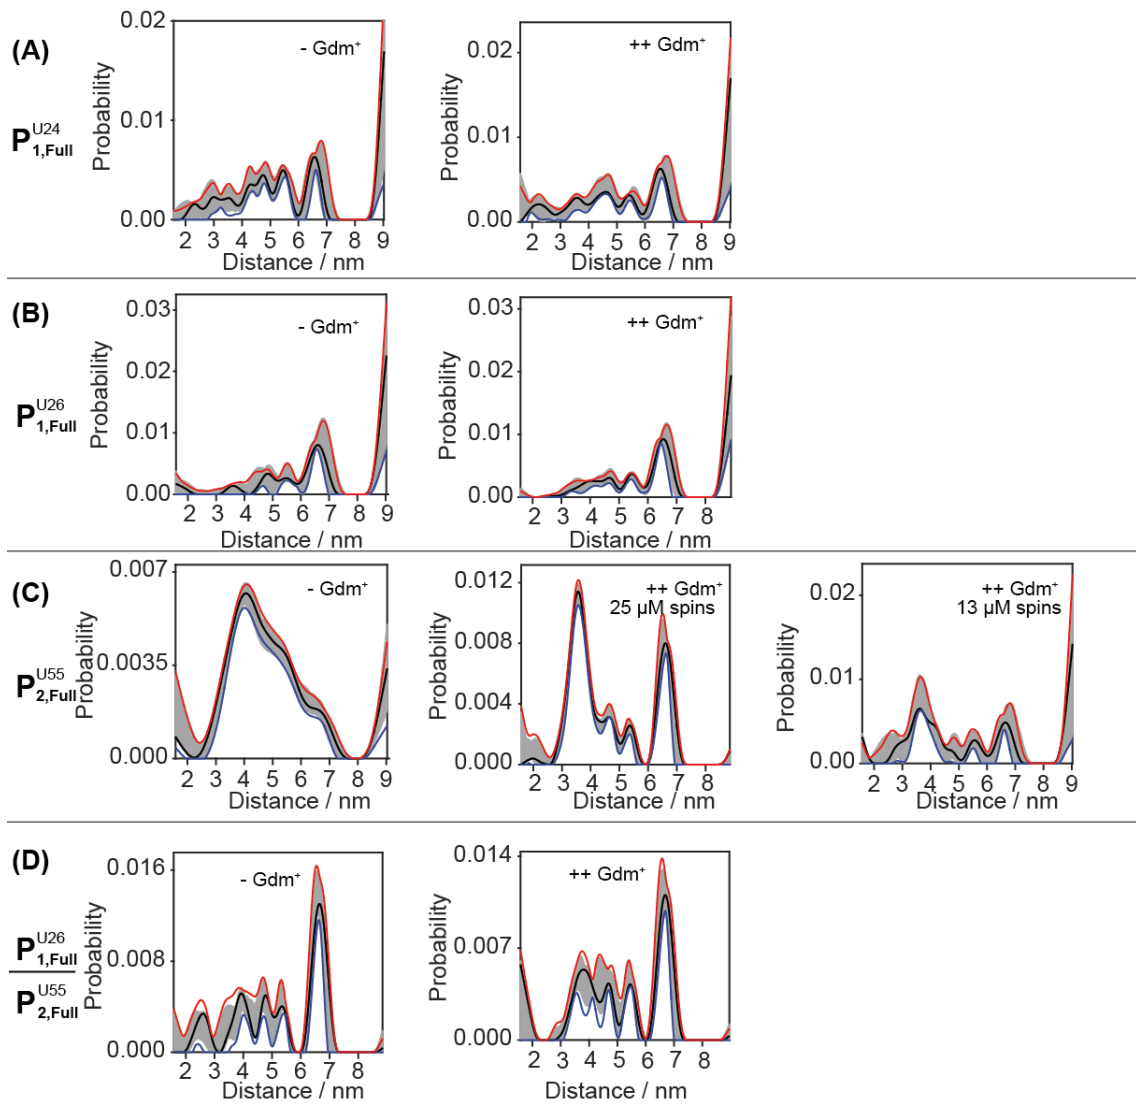 (A)
P1,Full U24
Probability
0.02
0.01
0.00
- Gdm+
2 3 4 5 6 7 8 9
Distance / nm
Probability
0.02
0.01
0.00
++ Gdm+
2 3 4 5 6 7 8 9
Distance / nm
(B)
P1,Full U26
Probability
0.03
0.02
0.01
0.00
- Gdm+
2 3 4 5 6 7 8 9
Distance / nm
Probability
0.03
0.02
0.01
0.00
++ Gdm+
2 3 4 5 6 7 8
Distance / nm
(C)
P2,Full U55
Probability
0.007
0.0035
0.000
- Gdm+
2 3 4 5 6 7 8 9
Distance / nm
Probability
0.012
0.008
0.004
0.000
++ Gdm+
25 µM spins
2 3 4 5 6 7 8
Distance / nm
Probability
0.02
0.01
0.00
++ Gdm+
13 µM spins
2 3 4 5 6 7 8 9
Distance / nm
(D)
P1,Full U26
P2,Full U55
Probability
0.016
0.008
0.000
- Gdm+
2 3 4 5 6 7 8
Distance / nm
Probability
0.014
0.007
0.000
++ Gdm+
2 3 4 5 6 7 8
Distance / nm